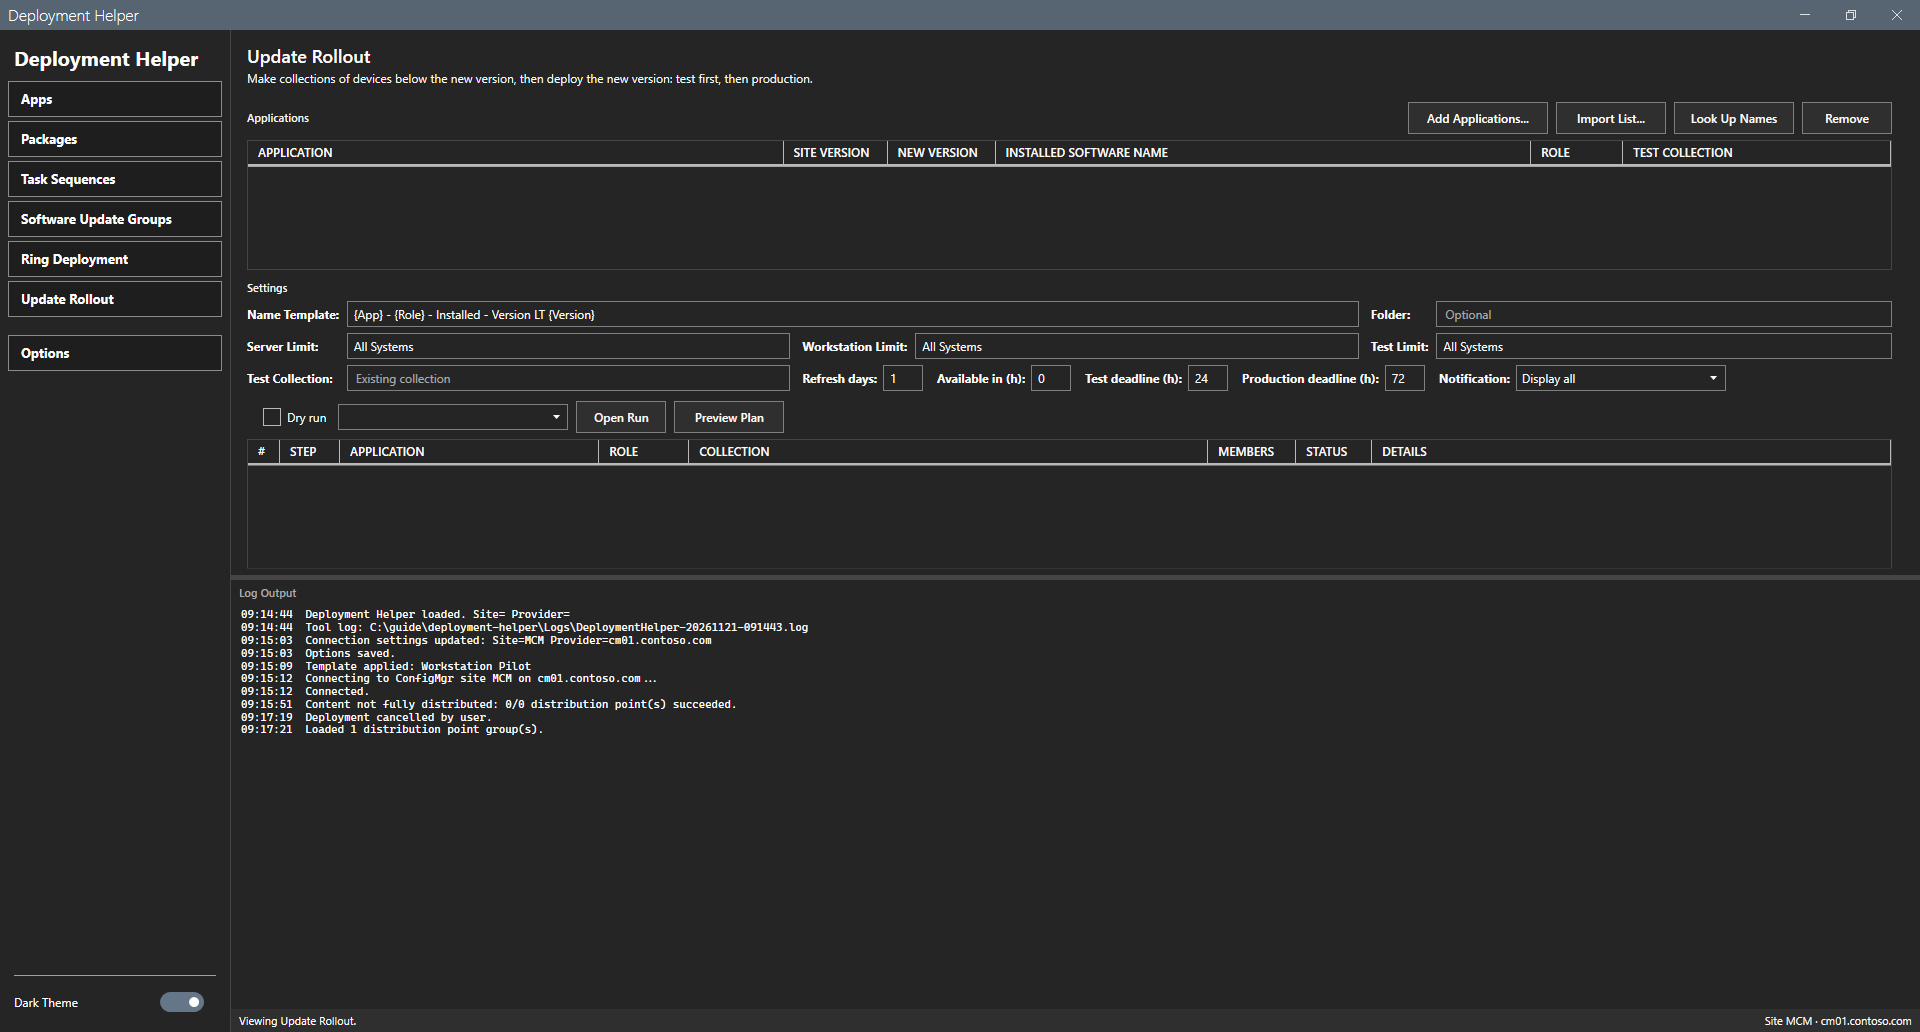 Deployment Helper
Deployment Helper
Apps
Packages
Task Sequences
Software Update Groups
Ring Deployment
Update Rollout
Options
Dark Theme
Update Rollout
Make collections of devices below the new version, then deploy the new version: test first, then production.
Applications
Add Applications... Import List... Look Up Names Remove
APPLICATION SITE VERSION NEW VERSION INSTALLED SOFTWARE NAME ROLE TEST COLLECTION
Settings
Name Template: {App} - {Role} - Installed - Version LT {Version} Folder: Optional
Server Limit: All Systems Workstation Limit: All Systems Test Limit: All Systems
Test Collection: Existing collection Refresh days: 1 Available in (h): 0 Test deadline (h): 24 Production deadline (h): 72 Notification: Display all
Dry run Open Run Preview Plan
# STEP APPLICATION ROLE COLLECTION MEMBERS STATUS DETAILS
Log Output
09:14:44 Deployment Helper loaded. Site= Provider=
09:14:44 Tool log: C:\guide\deployment-helper\Logs\DeploymentHelper-20261121-091443.log
09:15:03 Connection settings updated: Site=MCM Provider=cm01.contoso.com
09:15:03 Options saved.
09:15:09 Template applied: Workstation Pilot
09:15:12 Connecting to ConfigMgr site MCM on cm01.contoso.com...
09:15:12 Connected.
09:15:51 Content not fully distributed: 0/0 distribution point(s) succeeded.
09:17:19 Deployment cancelled by user.
09:17:21 Loaded 1 distribution point group(s).
Viewing Update Rollout. Site MCM · cm01.contoso.com